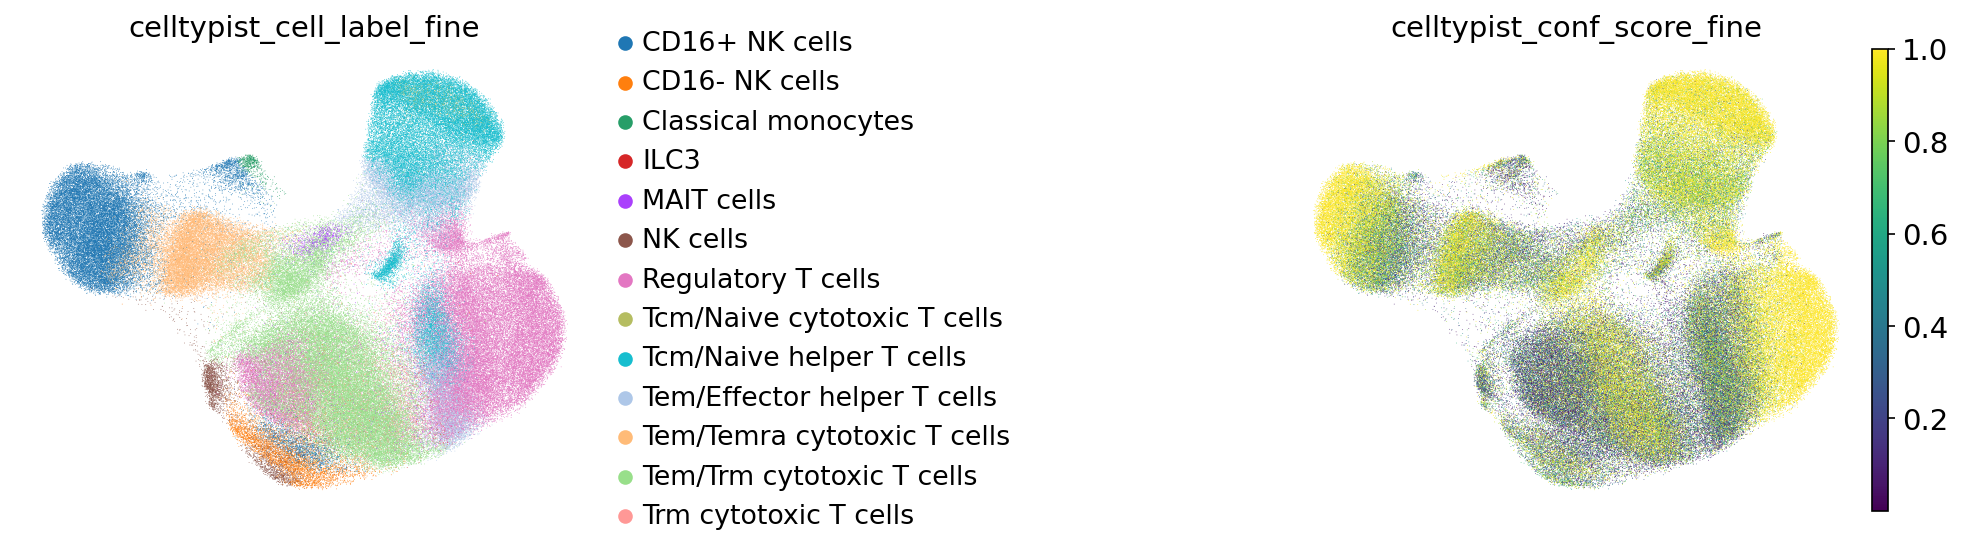 celltypist_cell_label_fine
CD16+ NK cells
CD16- NK cells
Classical monocytes
ILC3
MAIT cells
NK cells
Regulatory T cells
Tcm/Naive cytotoxic T cells
Tcm/Naive helper T cells
Tem/Effector helper T cells
Tem/Temra cytotoxic T cells
Tem/Trm cytotoxic T cells
Trm cytotoxic T cells
celltypist_conf_score_fine
1.0
0.8
0.6
0.4
0.2